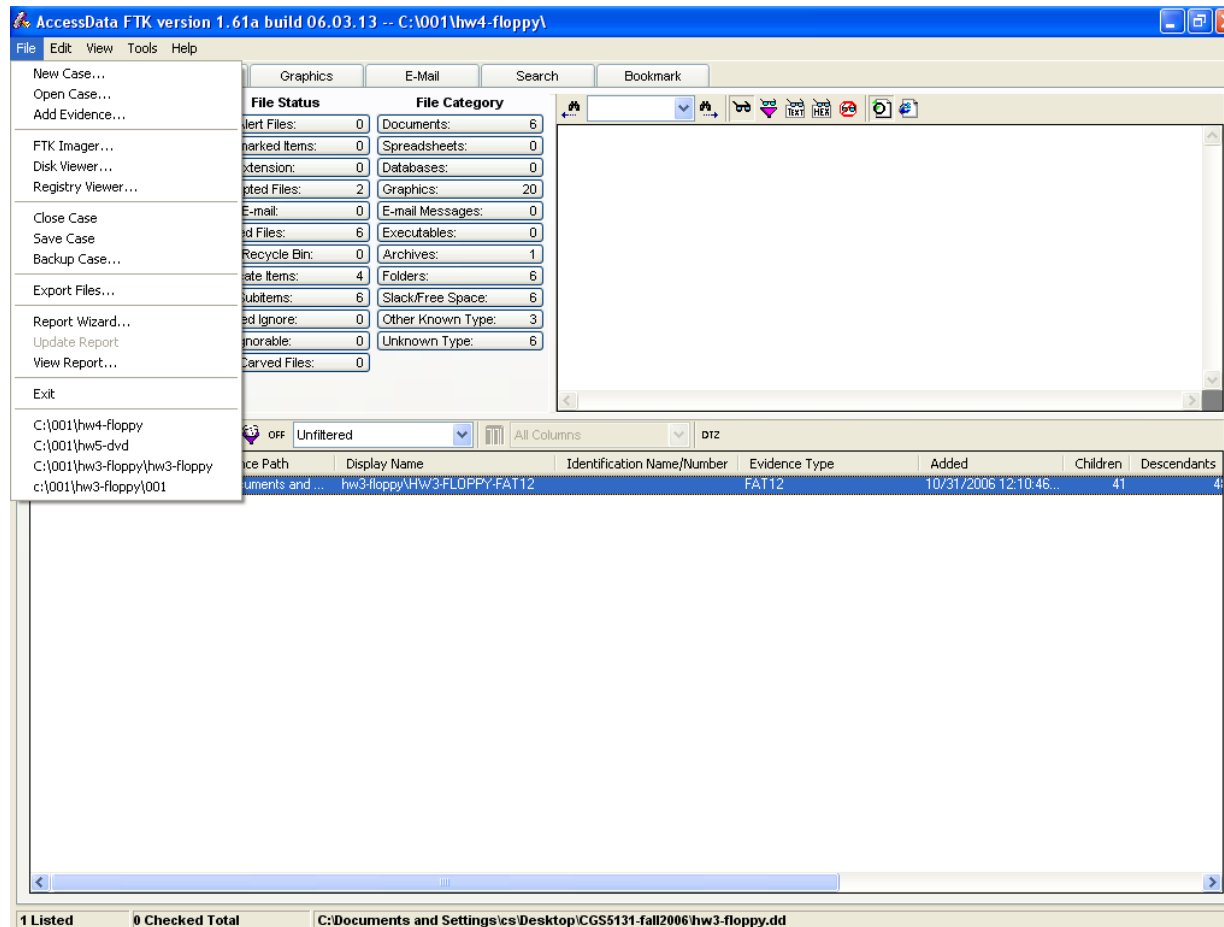 AccessData FTK version 1.61a build 06.03.13 -- C:\001\hw4-floppy\
File Edit View Tools Help
New Case...
Open Case...
Add Evidence...
FTK Imager...
Disk Viewer...
Registry Viewer...
Close Case
Save Case
Backup Case...
Export Files...
Report Wizard...
Update Report
View Report...
Exit
C:\001\hw4-floppy
C:\001\hw5-dvd
C:\001\hw3-floppy\hw3-floppy
c:\001\hw3-floppy\001
Graphics E-Mail Search Bookmark
File Status
Alert Files: 0
marked Items: 0
xtension: 0
pted Files: 2
E-mail: 0
ed Files: 6
Recycle Bin: 0
ate Items: 4
Subitems: 6
ed Ignore: 0
gnorable: 0
Carved Files: 0
File Category
Documents: 6
Spreadsheets: 0
Databases: 0
Graphics: 20
E-mail Messages: 0
Executables: 0
Archives: 1
Folders: 6
Slack/Free Space: 6
Other Known Type: 3
Unknown Type: 6
TEXT HEX
OFF Unfiltered All Columns DTZ
nce Path Display Name Identification Name/Number Evidence Type Added Children Descendants
uments and ... hw3-floppy\HW3-FLOPPY-FAT12 FAT12 10/31/2006 12:10:46... 41
1 Listed 0 Checked Total C:\Documents and Settings\cs\Desktop\CGS5131-fall2006\hw3-floppy.dd